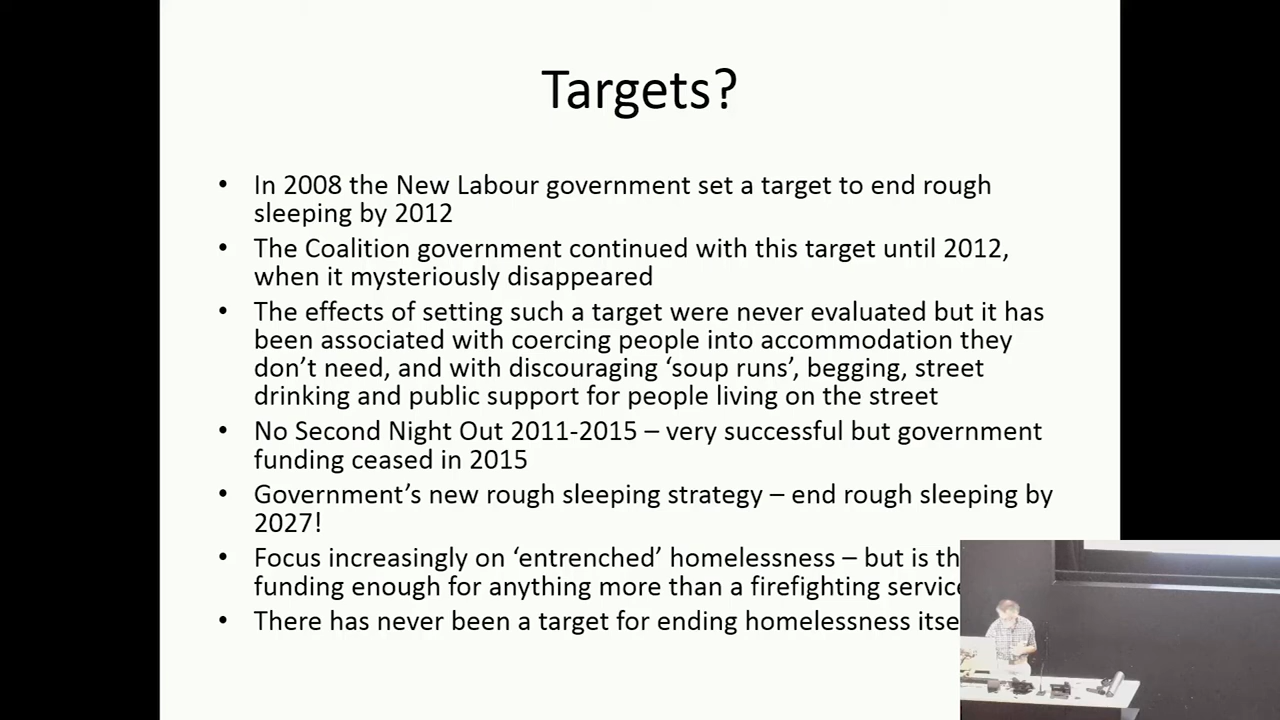 Targets?
• In 2008 the New Labour government set a target to end rough
sleeping by 2012
• The Coalition government continued with this target until 2012,
when it mysteriously disappeared
• The effects of setting such a target were never evaluated but it has
been associated with coercing people into accommodation they
don’t need, and with discouraging ‘soup runs’, begging, street
drinking and public support for people living on the street
• No Second Night Out 2011-2015 – very successful but government
funding ceased in 2015
• Government’s new rough sleeping strategy – end rough sleeping by
2027!
• Focus increasingly on ‘entrenched’ homelessness – but is
funding enough for anything more than a firefighting
• There has never been a target for ending homelessness